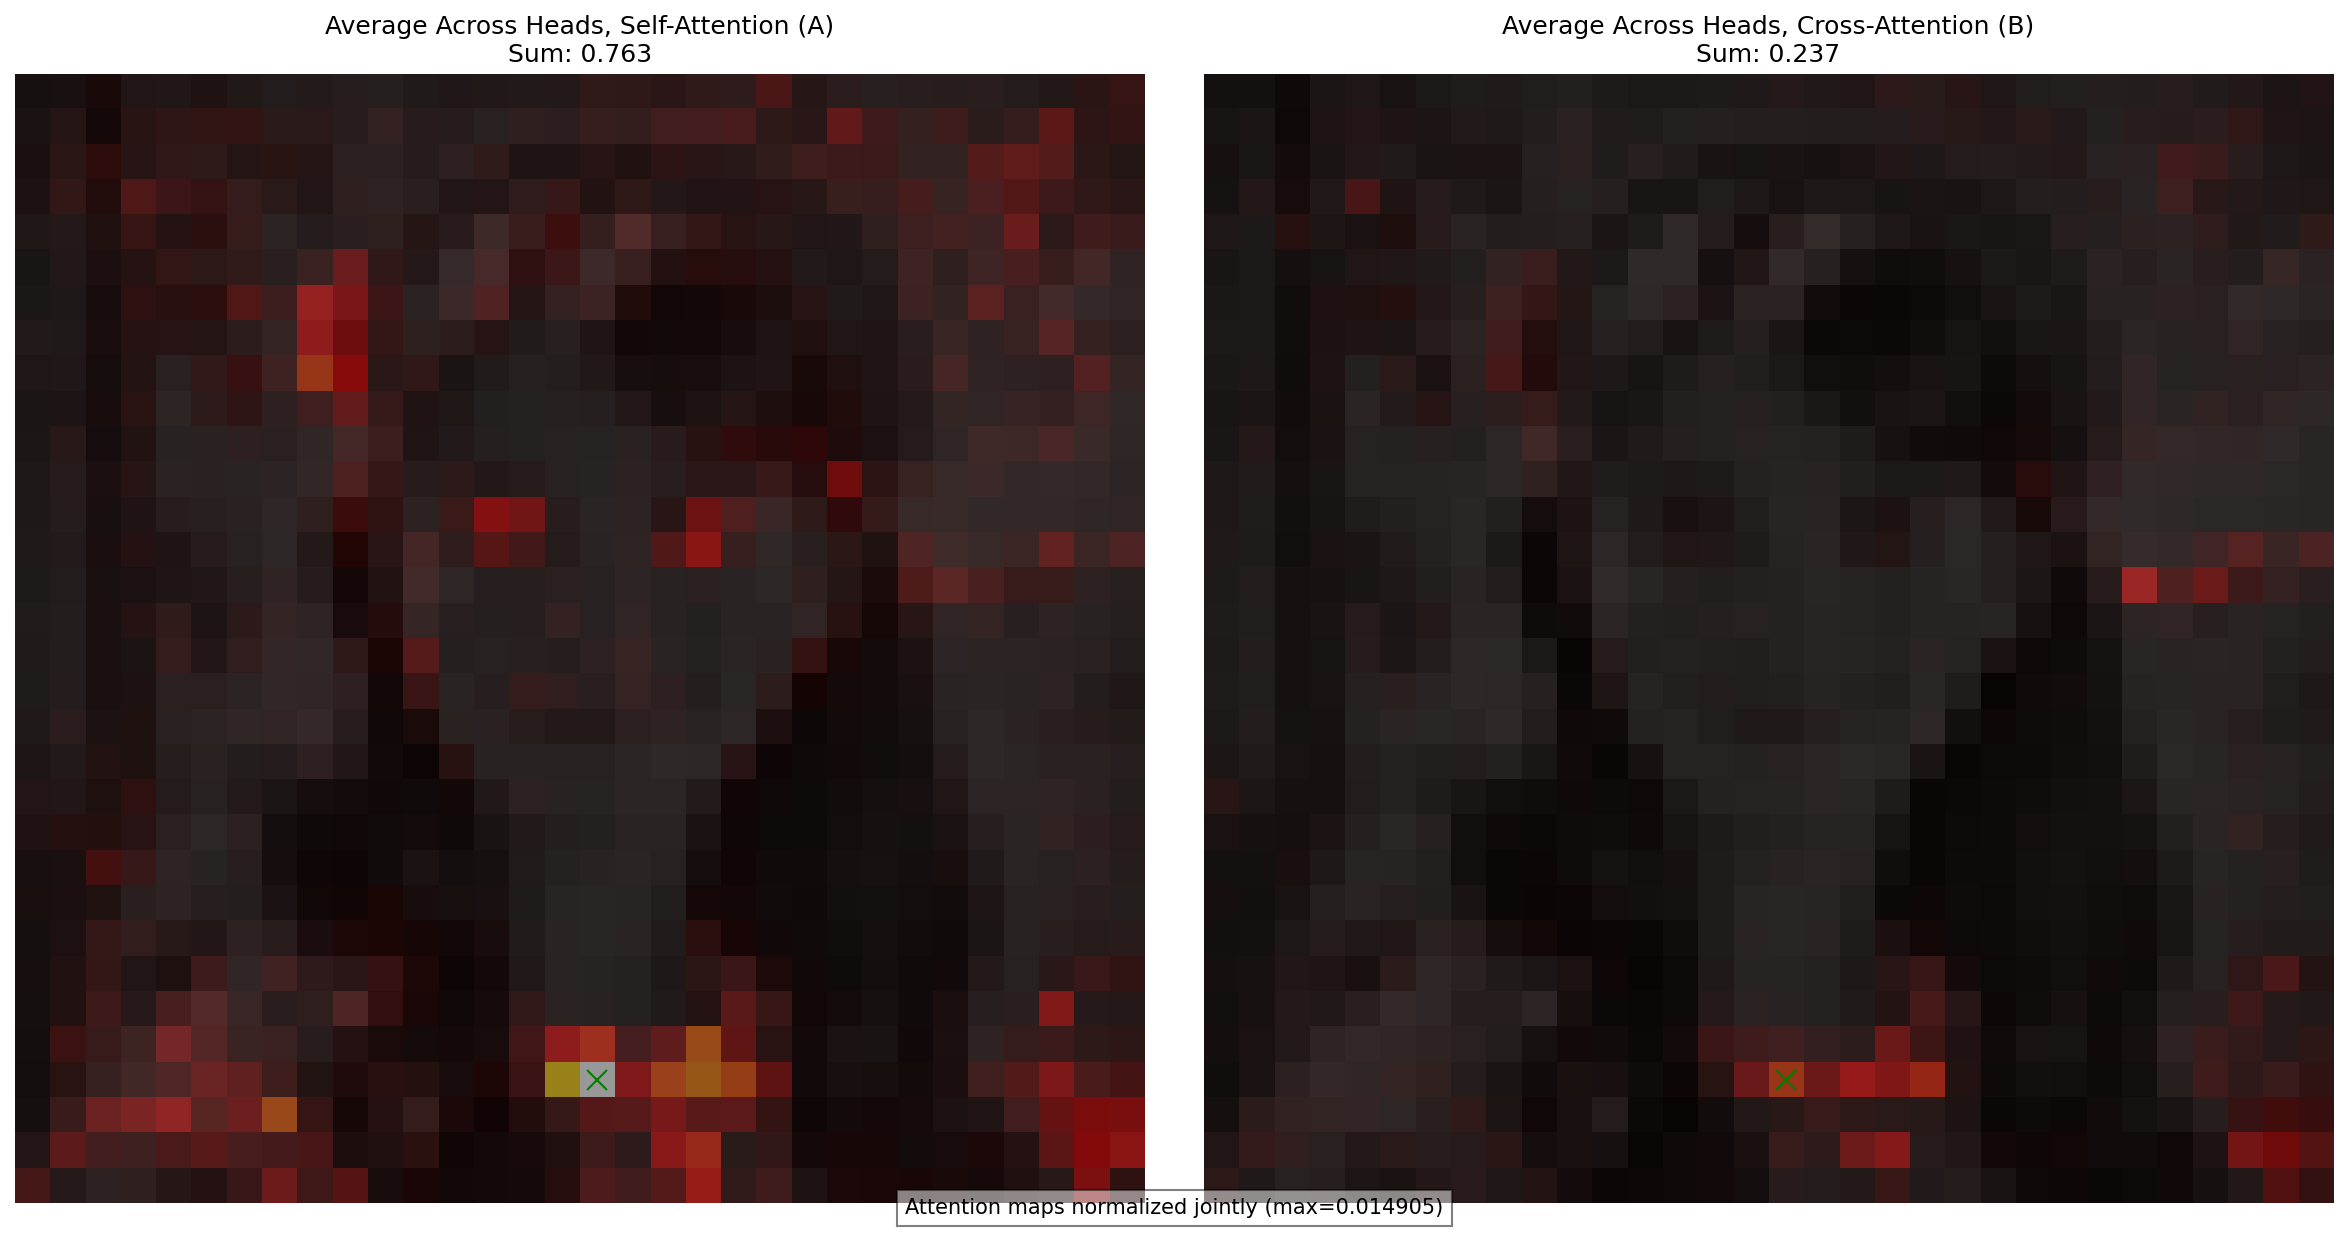 Average Across Heads, Self-Attention (A)
Sum: 0.763
Average Across Heads, Cross-Attention (B)
Sum: 0.237
Attention maps normalized jointly (max=0.014905)